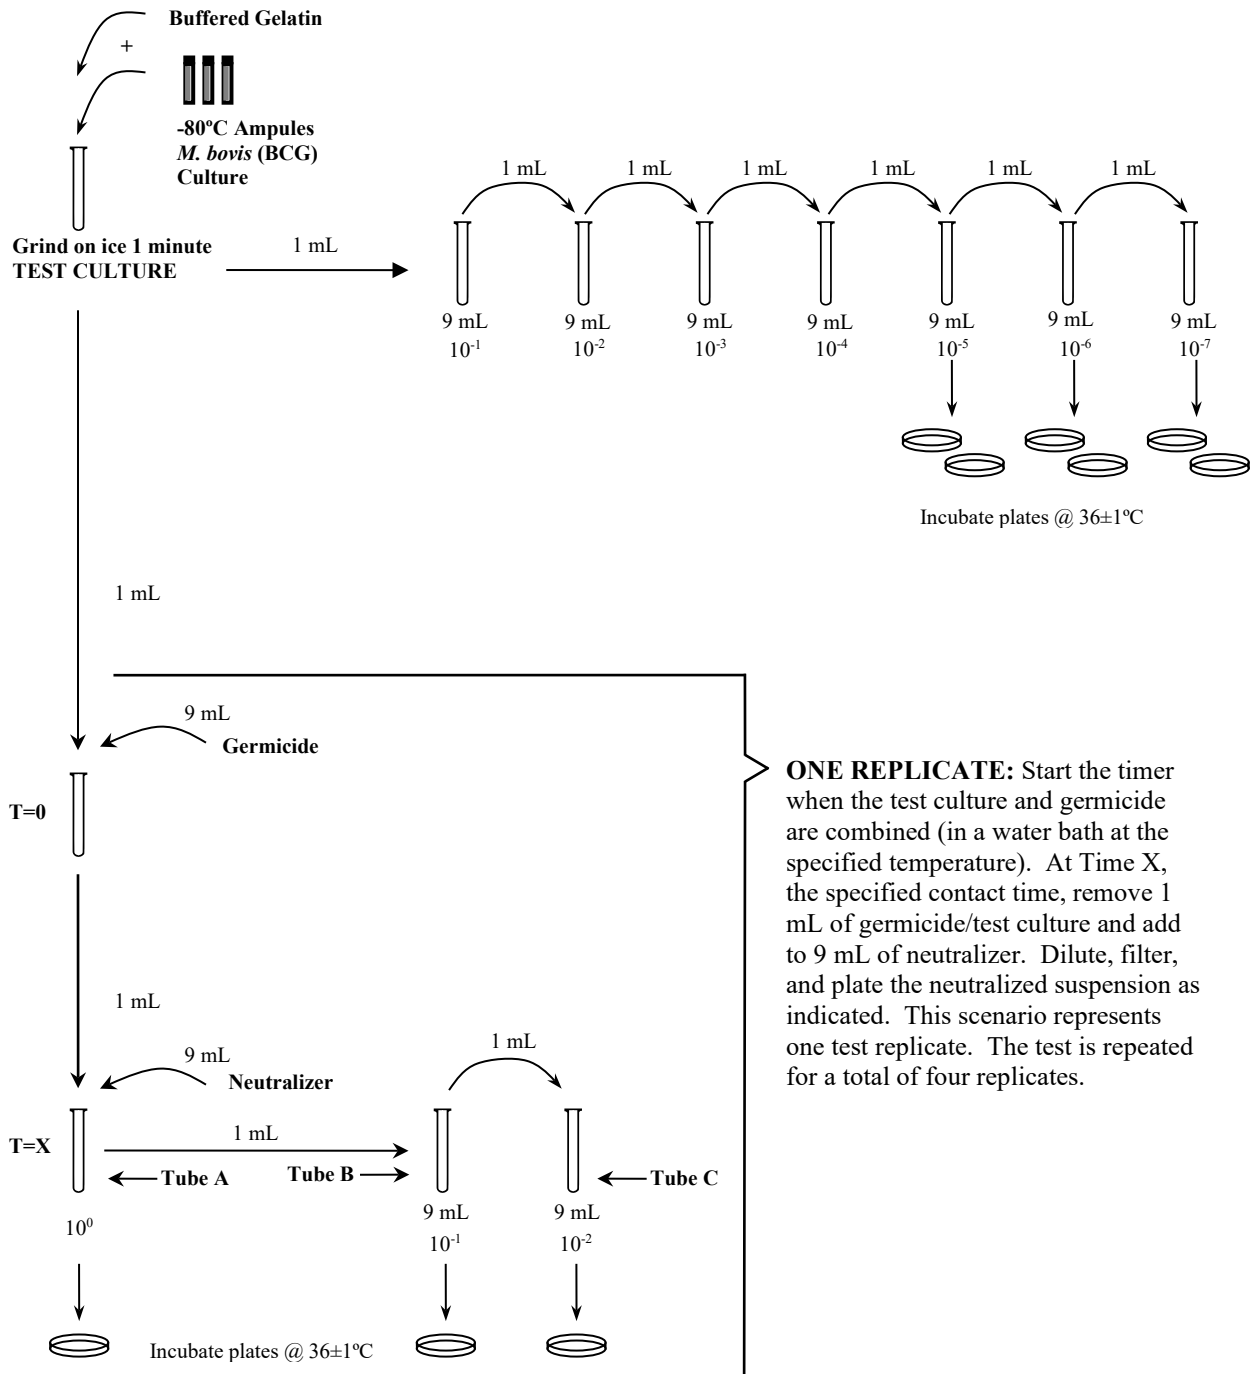 Buffered Gelatin
+
-80ºC Ampules
M. bovis (BCG)
Culture
Grind on ice 1 minute
TEST CULTURE
1 mL
1 mL
1 mL
1 mL
1 mL
1 mL
1 mL
9 mL
9 mL
9 mL
9 mL
9 mL
9 mL
9 mL
10⁻¹
10⁻²
10⁻³
10⁻⁴
10⁻⁵
10⁻⁶
10⁻⁷
Incubate plates @ 36±1ºC
1 mL
9 mL
Germicide
T=0
ONE REPLICATE: Start the timer
when the test culture and germicide
are combined (in a water bath at the
specified temperature). At Time X,
the specified contact time, remove 1
mL of germicide/test culture and add
to 9 mL of neutralizer. Dilute, filter,
and plate the neutralized suspension as
indicated. This scenario represents
one test replicate. The test is repeated
for a total of four replicates.
1 mL
9 mL
Neutralizer
1 mL
T=X
1 mL
Tube A
Tube B
Tube C
10⁰
9 mL
10⁻¹
9 mL
10⁻²
Incubate plates @ 36±1ºC